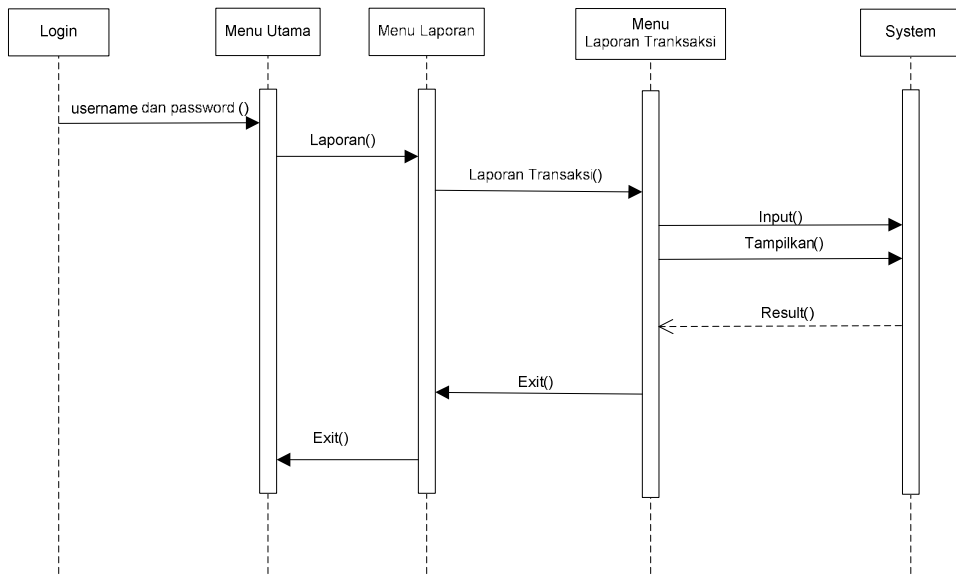 Login
Menu Utama
Menu Laporan
Menu
Laporan Tranksaksi
System
username dan password ()
Laporan()
Laporan Transaksi()
Input()
Tampilkan()
Result()
Exit()
Exit()